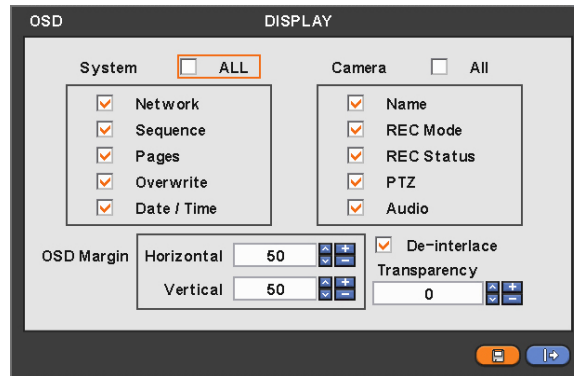 OSD DISPLAY
System ALL Camera All
Network Name
Sequence REC Mode
Pages REC Status
Overwrite PTZ
Date / Time Audio
OSD Margin Horizontal 50 De-interlace
Transparency
Vertical 50 0